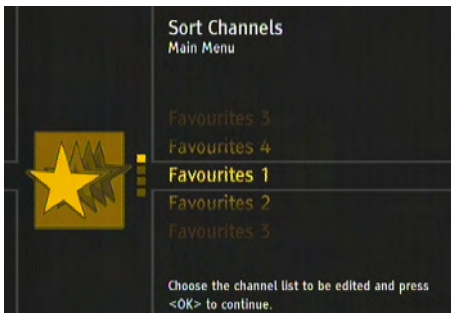 Sort Channels
Main Menu
Favourites 3
Favourites 4
Favourites 1
Favourites 2
Favourites 3
Choose the channel list to be edited and press
<OK> to continue.